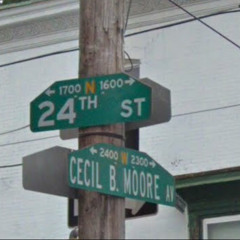 1700 N 1600
24TH ST
2400 W 2300
CECIL B. MOORE AV